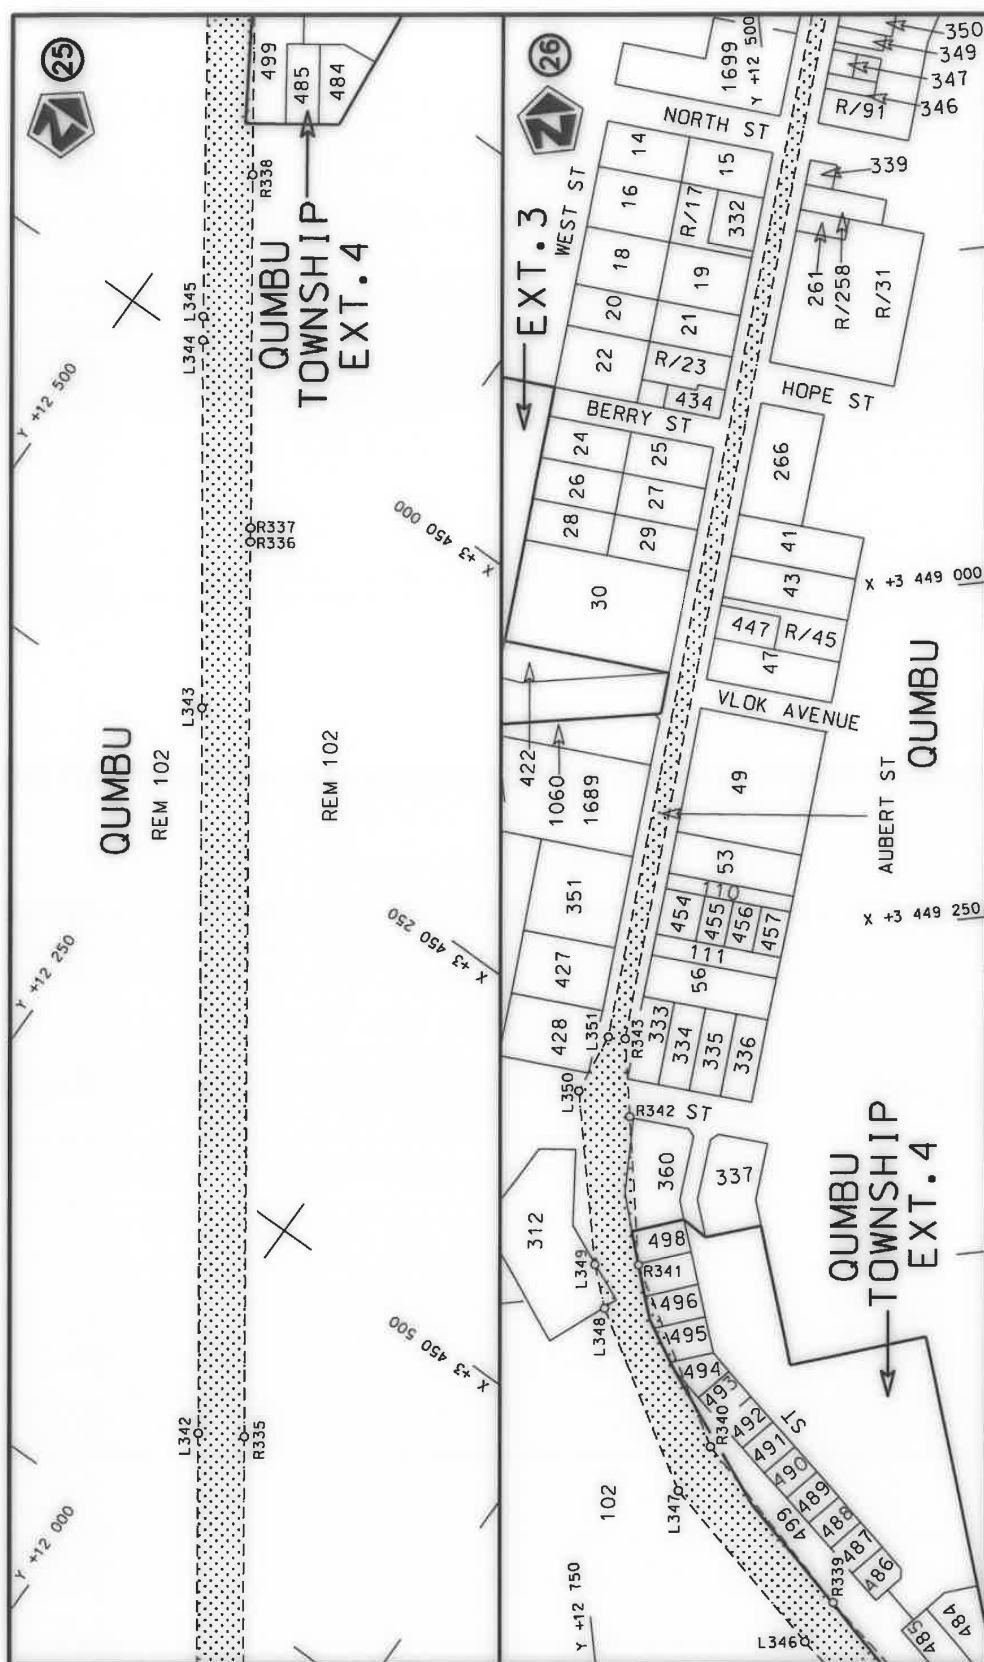 25
N
499
485
484
R338
QUMBU
TOWNSHIP
EXT.4
L345
L344
Y +12 500
R337
R336
X +3 450 000
L343
QUMBU
REM 102
REM 102
Y +12 250
X +3 450 250
X +3 450 500
L342
R335
Y +12 000
26
N
1699
Y +12 500
350
349
347
346
R/91
NORTH ST
WEST ST
EXT.3
14
15
16
R/17
332
339
18
19
20
21
22
R/23
434
261
R/258
R/31
HOPE ST
BERRY ST
24
25
26
27
28
29
30
266
41
43
447
R/45
47
X +3 449 000
VLOK AVENUE
QUMBU
422
1060
1689
49
AUBERT ST
53
110
454
455
456
457
111
56
X +3 449 250
351
427
428
333
334
335
336
L351
R343
L350
R342
ST
360
337
312
498
L349
R341
L348
496
495
494
493
492
491
490
489
488
487
486
499
ST
R340
L347
102
QUMBU
TOWNSHIP
EXT.4
R339
485
484
L346
Y +12 750